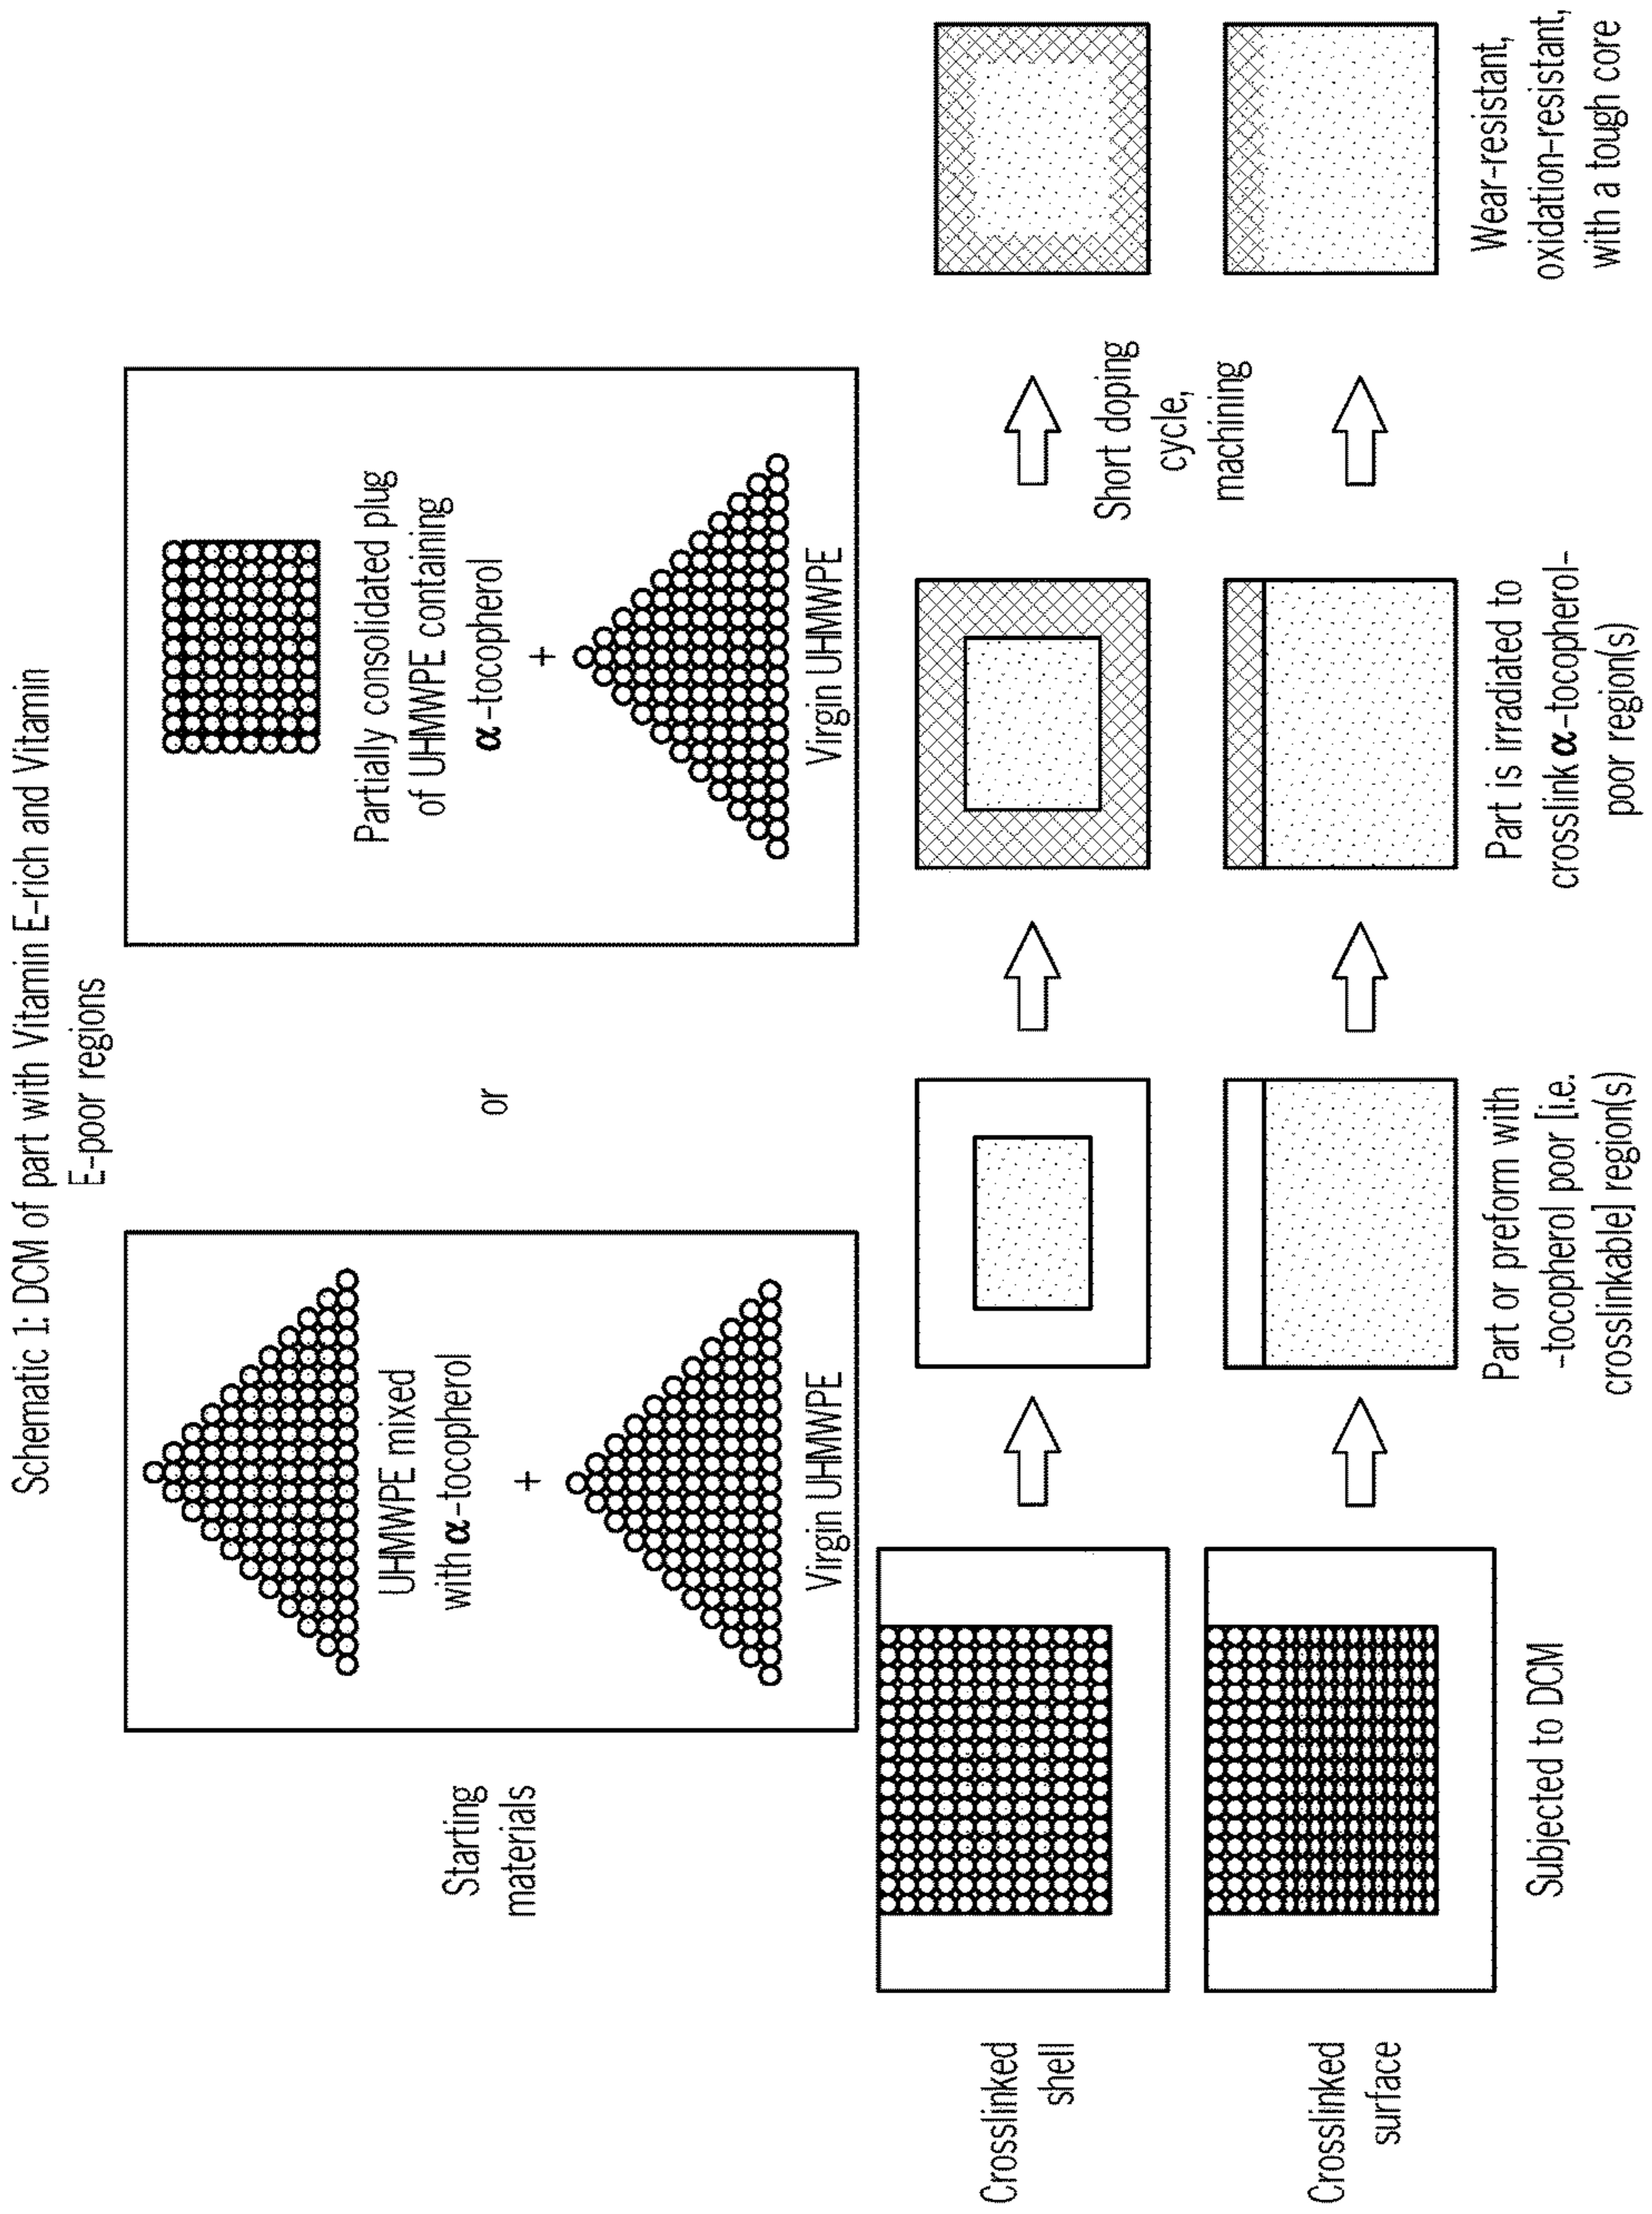 Schematic 1: DCM of part with Vitamin E-rich and Vitamin
E-poor regions
Starting
materials
UHMWPE mixed
with α-tocopherol
+
Virgin UHMWPE
or
Partially consolidated plug
of UHMWPE containing
α-tocopherol
+
Virgin UHMWPE
Crosslinked
shell
Crosslinked
surface
Subjected to DCM
Part or preform with
-tocopherol poor [i.e.
crosslinkable] region(s)
Part is irradiated to
crosslink α-tocopherol-
poor region(s)
Short doping
cycle,
machining
Wear-resistant,
oxidation-resistant,
with a tough core